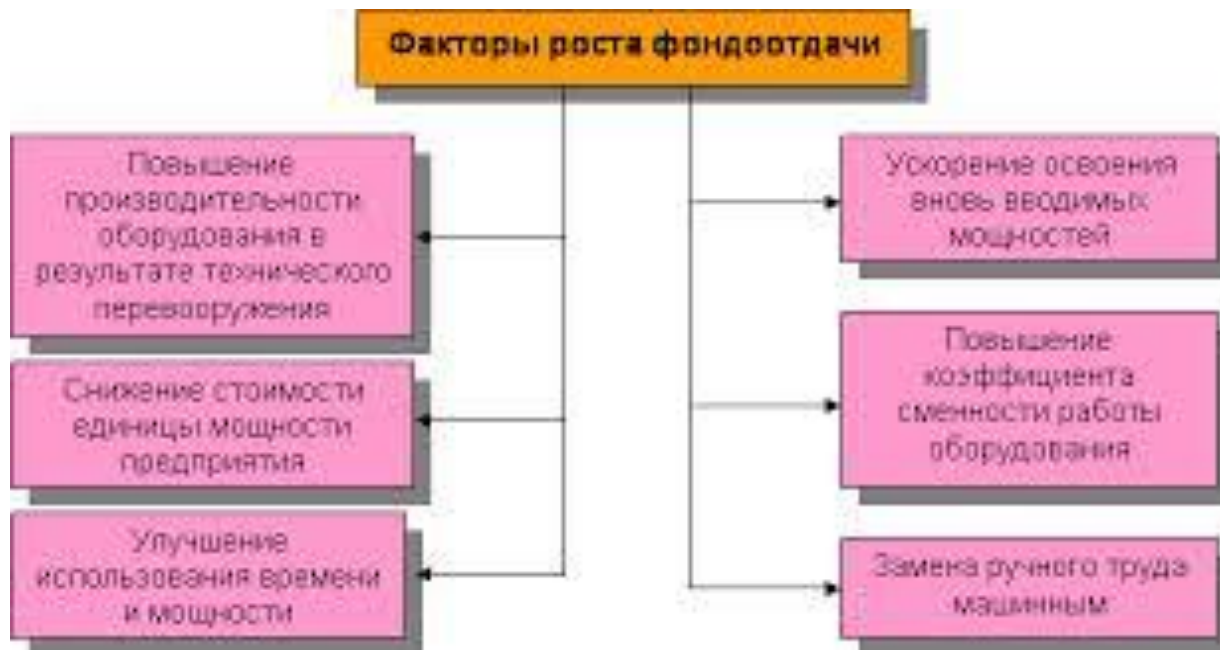 Факторы роста фондоотдачи
Повышение
производительности
оборудования в
результате технического
перевооружения
Снижение стоимости
единицы мощности
предприятия
Улучшение
использования времени
и мощности
Ускорение освоения
вновь вводимых
мощностей
Повышение
коэффициента
сменности работы
оборудования
Замена ручного труда
машинным